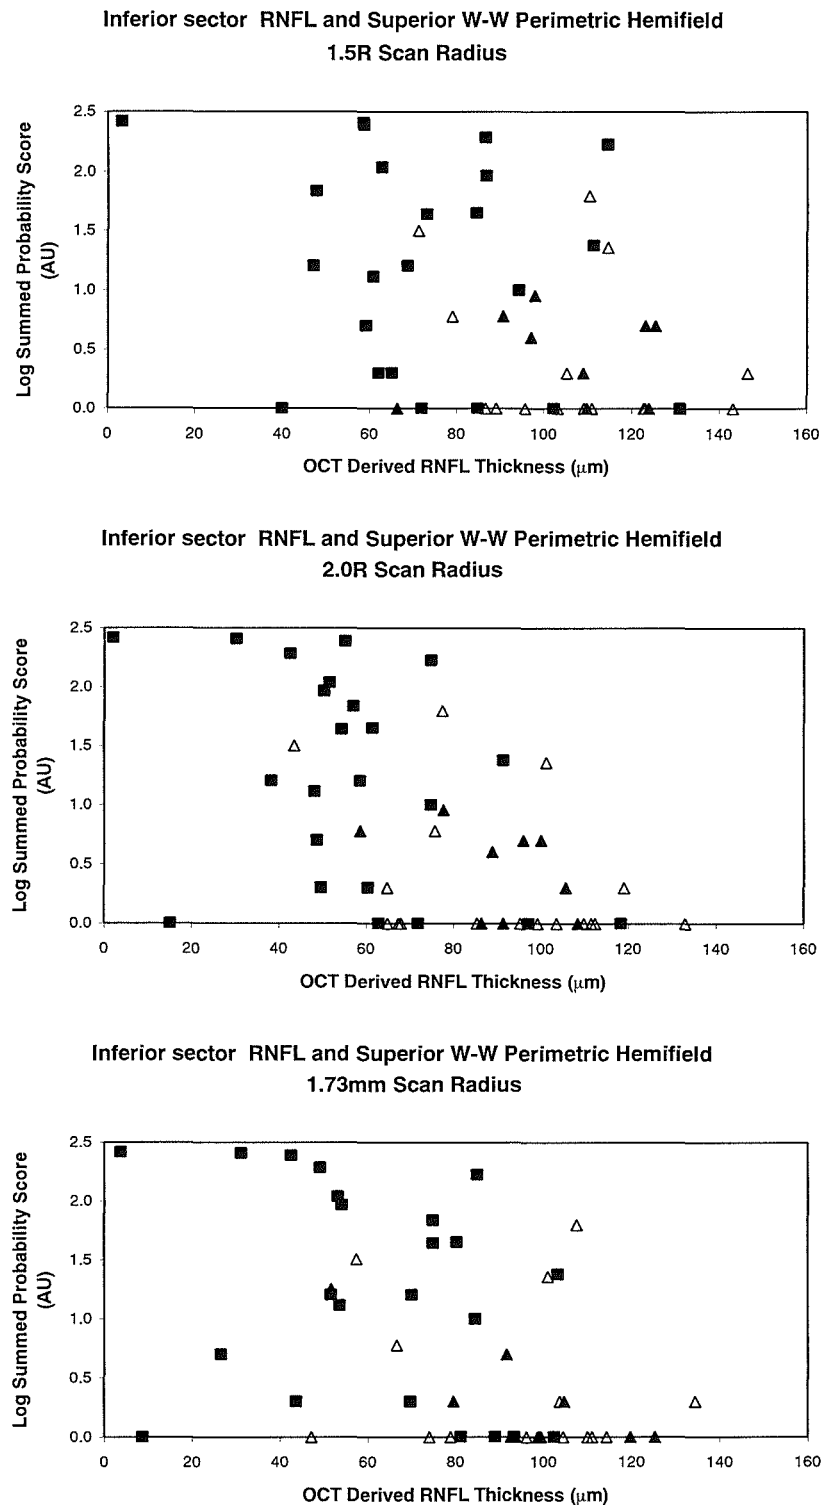 Inferior sector RNFL and Superior W-W Perimetric Hemifield
1.5R Scan Radius
Log Summed Probability Score
(AU)
2.5
2.0
1.5
1.0
0.5
0.0
0 20 40 60 80 100 120 140 160
OCT Derived RNFL Thickness (μm)
Inferior sector RNFL and Superior W-W Perimetric Hemifield
2.0R Scan Radius
Log Summed Probability Score
(AU)
2.5
2.0
1.5
1.0
0.5
0.0
0 20 40 60 80 100 120 140 160
OCT Derived RNFL Thickness (μm)
Inferior sector RNFL and Superior W-W Perimetric Hemifield
1.73mm Scan Radius
Log Summed Probability Score
(AU)
2.5
2.0
1.5
1.0
0.5
0.0
0 20 40 60 80 100 120 140 160
OCT Derived RNFL Thickness (μm)